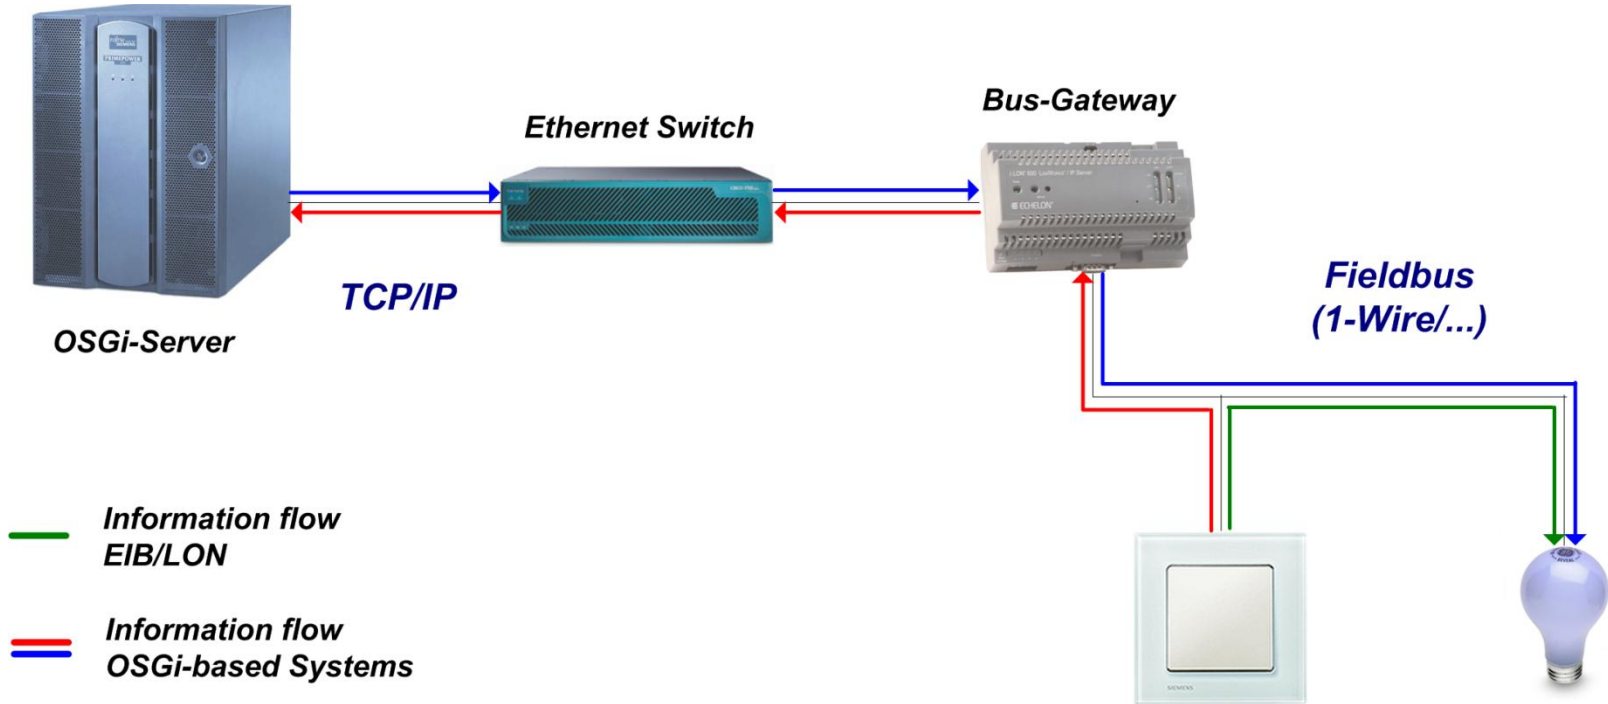 PRIMEPOWER
Bus-Gateway
Ethernet Switch
ECHELON
TCP/IP
OSGi-Server
Fieldbus
(1-Wire/...)
Information flow
EIB/LON
Information flow
OSGi-based Systems
SIEMENS